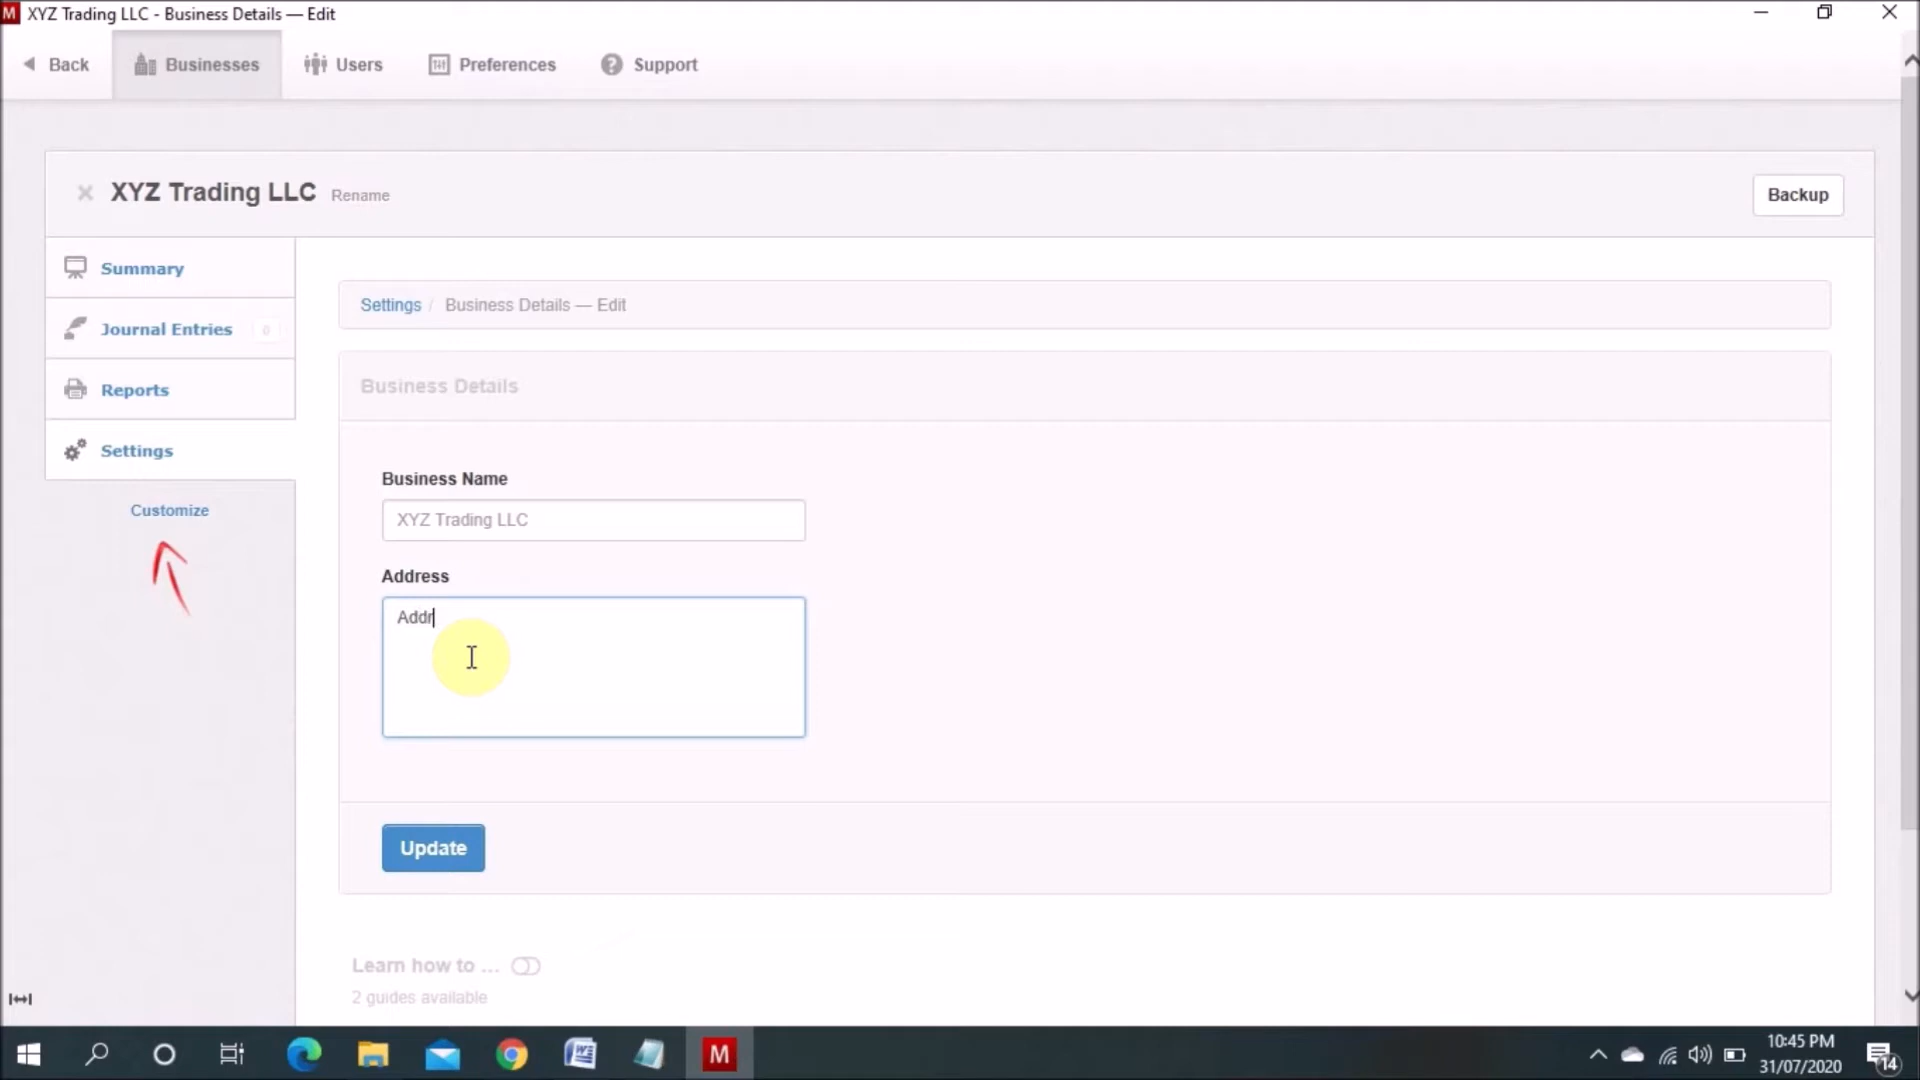 M XYZ Trading LLC - Business Details — Edit
Back
Businesses
Users
Preferences
Support
XYZ Trading LLC Rename
Backup
Summary
Journal Entries 0
Reports
Settings
Customize
Settings / Business Details — Edit
Business Details
Business Name
XYZ Trading LLC
Address
Addr
Update
Learn how to ...
2 guides available
M
10:45 PM
31/07/2020
14